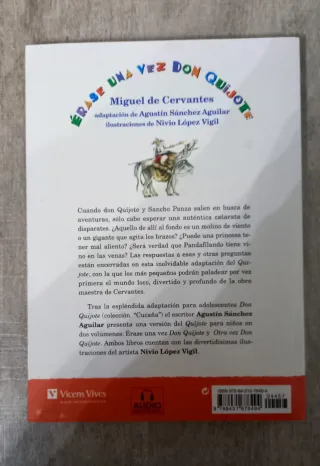 ÉRASE UNA VEZ DON QUIJOTE
Miguel de Cervantes
adaptación de Agustín Sánchez Aguilar
ilustraciones de Nivio López Vigil
Cuando don Quijote y Sancho Panza salen en busca de
aventuras, sólo cabe esperar una auténtica catarata de
disparates. ¿Aquello de allí al fondo es un molino de viento
o un gigante que agita los brazos? ¿Puede una princesa te-
ner mal aliento? ¿Será verdad que Pandafilando tiene vi-
no en las venas? Las respuestas a esas y otras preguntas
están encerradas en esta inolvidable adaptación del Qui-
jote, con la que los más pequeños podrán paladear por vez
primera el mundo loco, divertido y profundo de la obra
maestra de Cervantes.
Tras la espléndida adaptación para adolescentes Don
Quijote (colección "Cucaña") el escritor Agustín Sánchez
Aguilar presenta una versión del Quijote para niños en
dos volúmenes: Érase una vez Don Quijote y Otra vez Don
Quijote. Ambos libros cuentan con las divertidísimas ilus-
traciones del artista Nivio López Vigil.
Vicens Vives
AUDIO